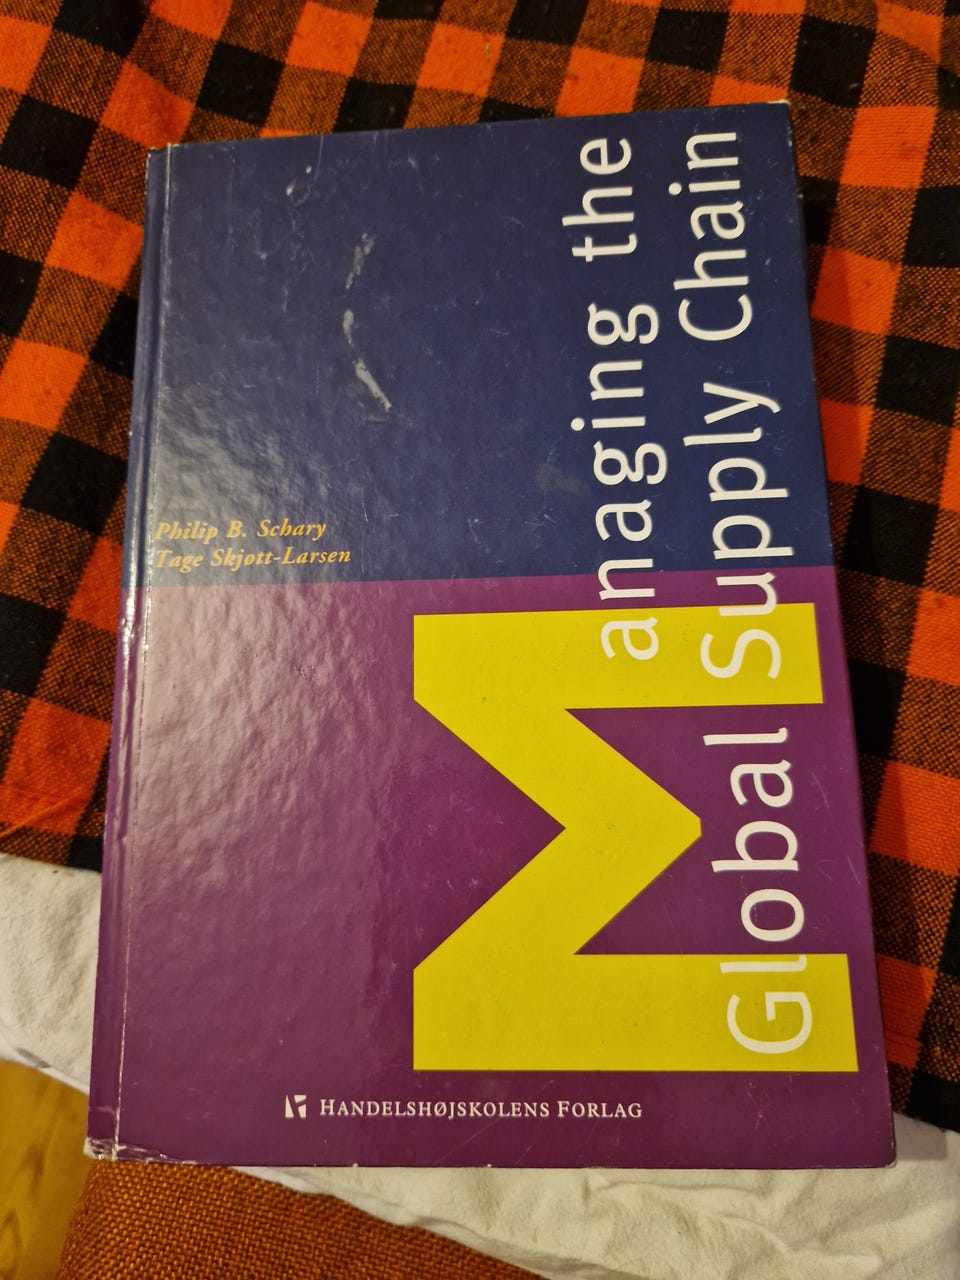 Managing the
Global Supply Chain
Philip B. Schary
Tage Skjøtt-Larsen
HANDELSHØJSKOLENS FORLAG